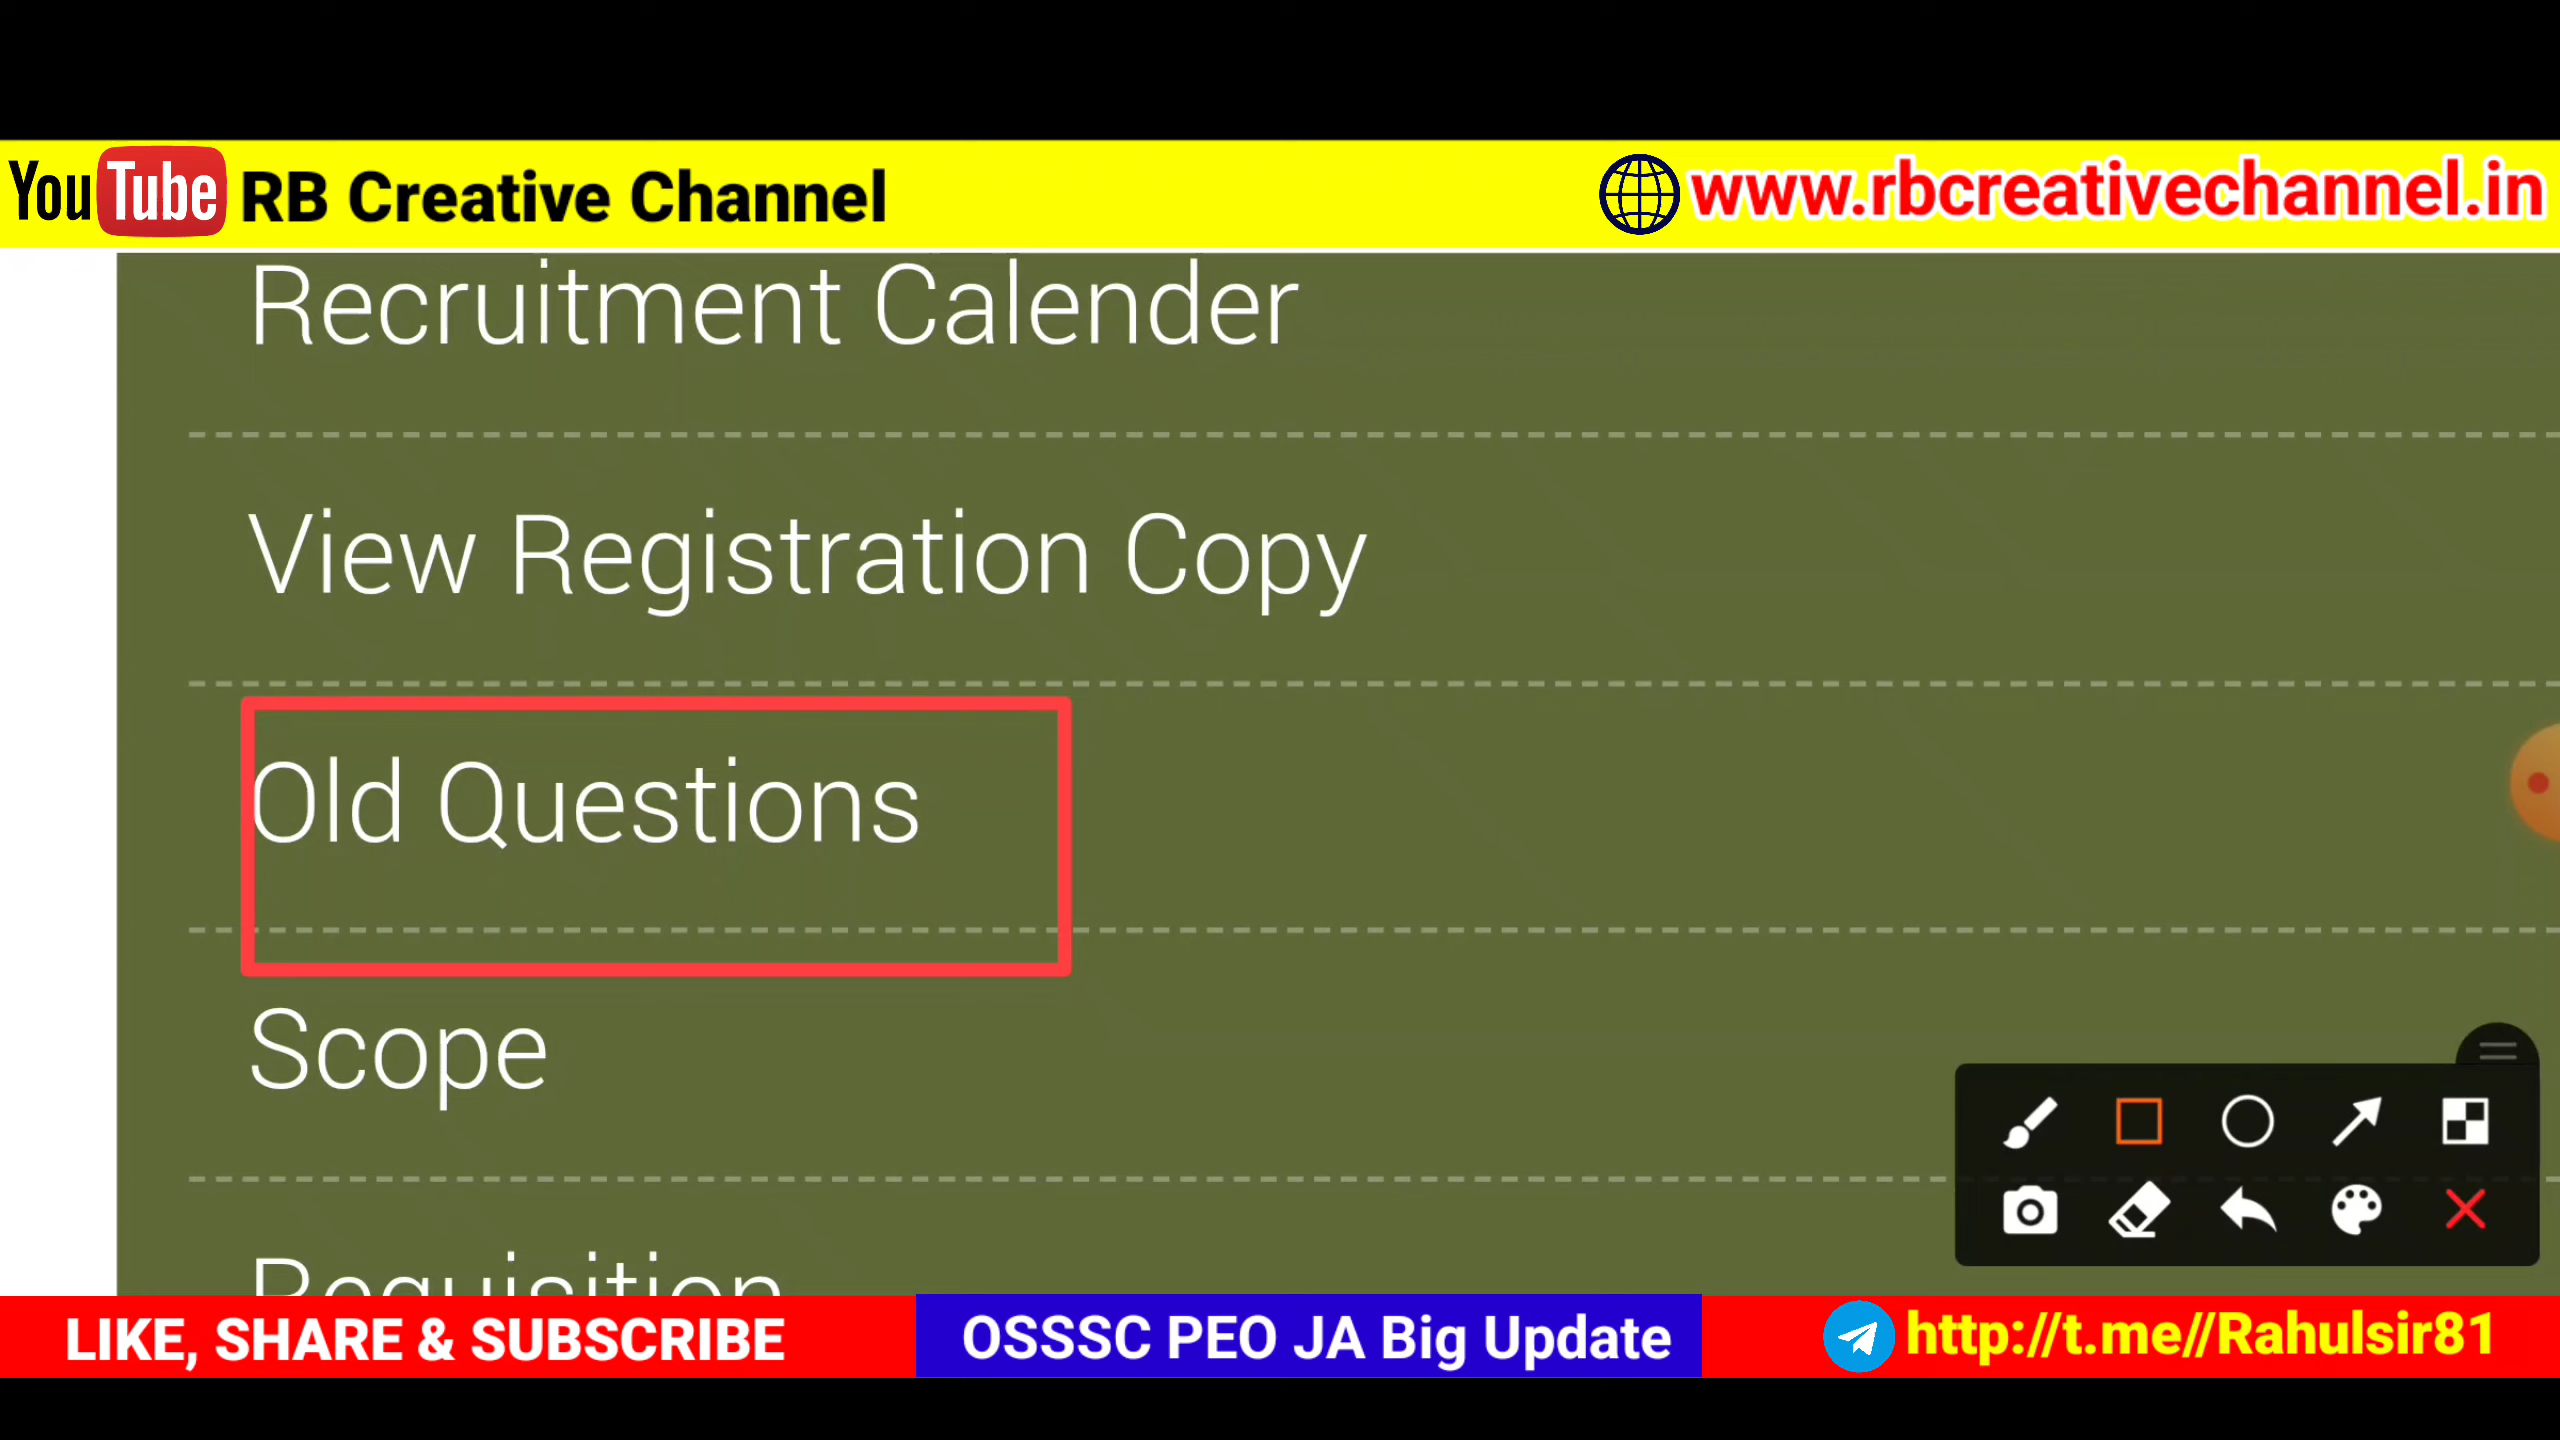 YouTube RB Creative Channel
www.rbcreativechannel.in
Recruitment Calender
View Registration Copy
Old Questions
Scope
Requisition
LIKE, SHARE & SUBSCRIBE
OSSSC PEO JA Big Update
http://t.me//Rahulsir81